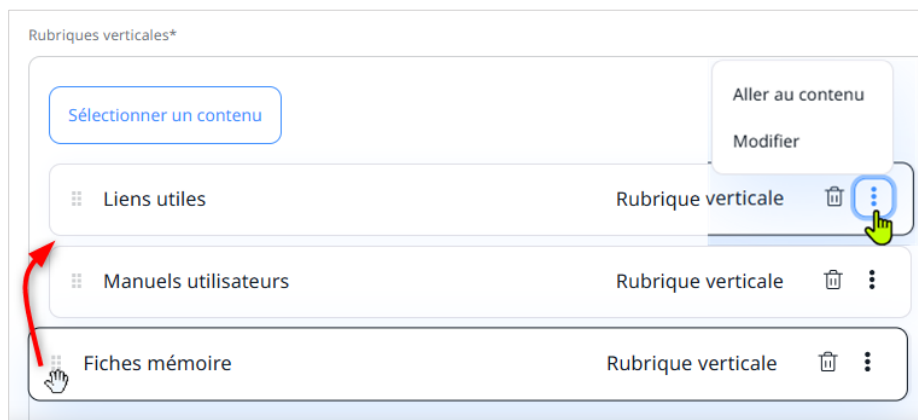 Rubriques verticales*
Aller au contenu
Sélectionner un contenu
Modifier
Liens utiles Rubrique verticale
Manuels utilisateurs Rubrique verticale
Fiches mémoire Rubrique verticale